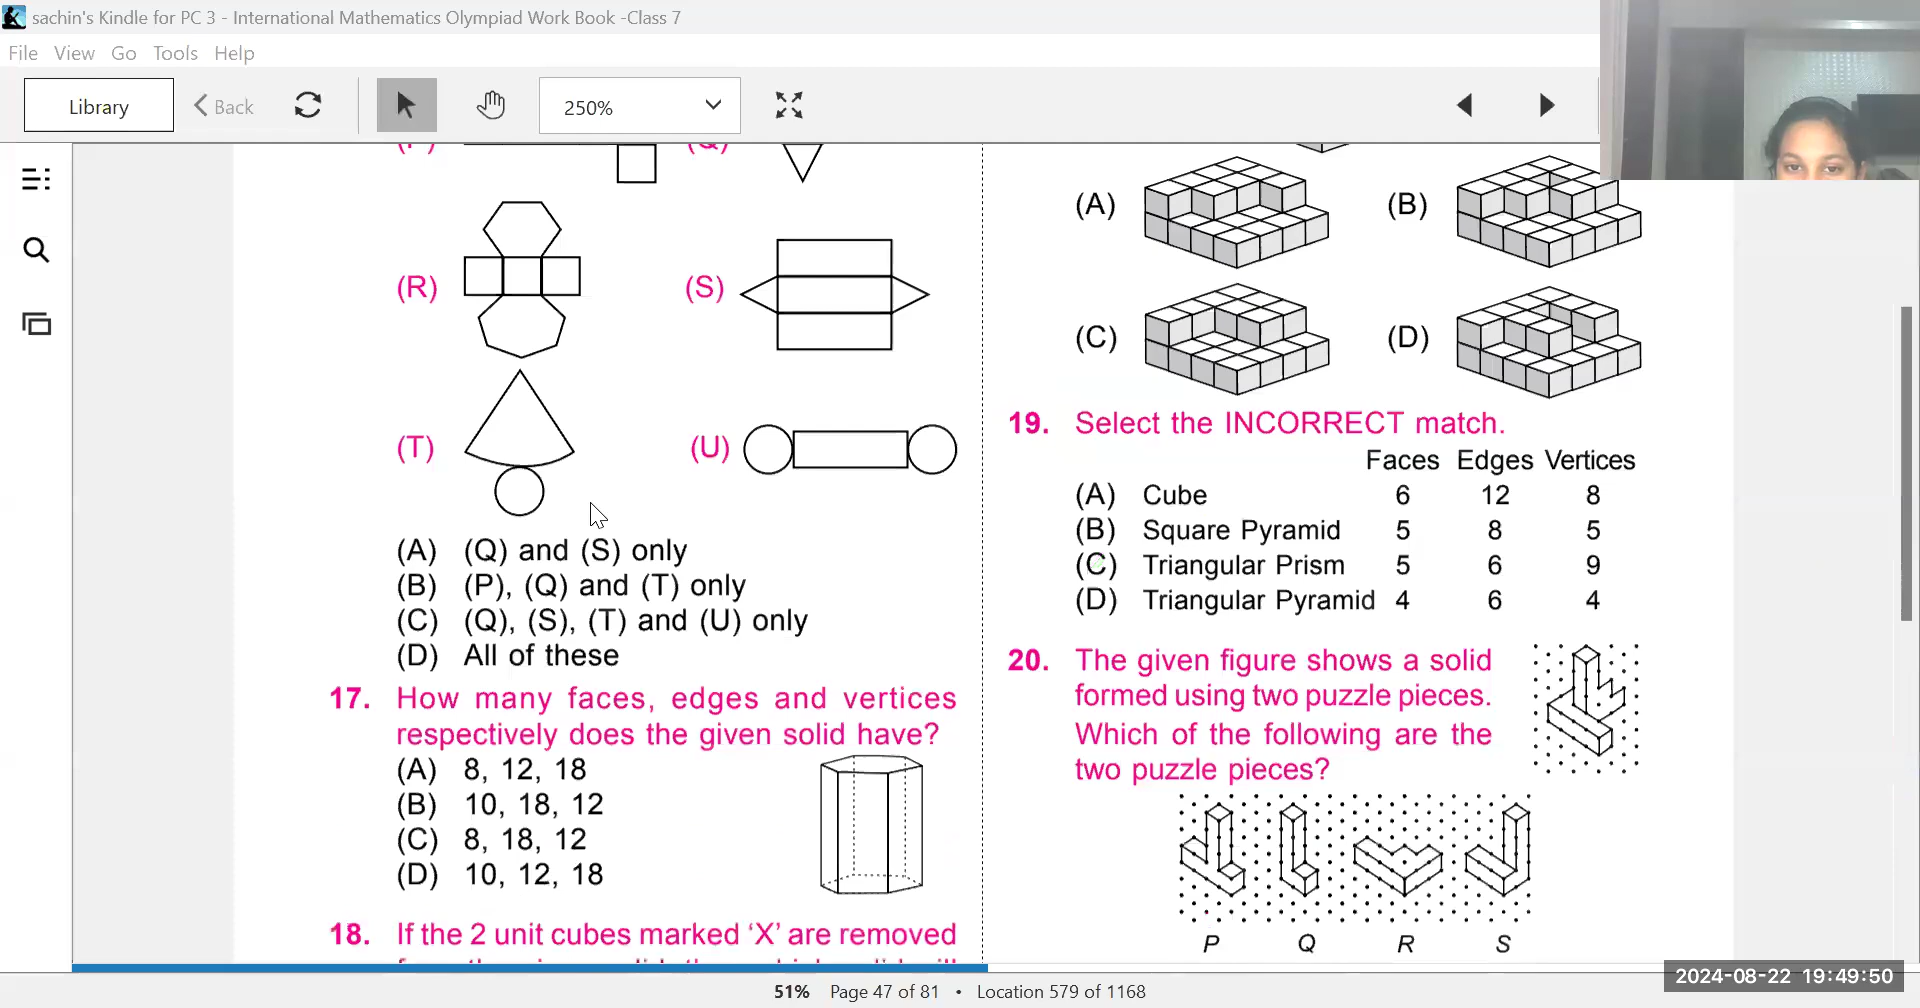 sachin's Kindle for PC 3 - International Mathematics Olympiad Work Book -Class 7
File View Go Tools Help
Library Back 250%
(R) (S)
(T) (U)
(A) (Q) and (S) only
(B) (P), (Q) and (T) only
(C) (Q), (S), (T) and (U) only
(D) All of these
17. How many faces, edges and vertices
respectively does the given solid have?
(A) 8, 12, 18
(B) 10, 18, 12
(C) 8, 18, 12
(D) 10, 12, 18
18. If the 2 unit cubes marked ‘X’ are removed
(A) (B)
(C) (D)
19. Select the INCORRECT match.
Faces Edges Vertices
(A) Cube 6 12 8
(B) Square Pyramid 5 8 5
(C) Triangular Prism 5 6 9
(D) Triangular Pyramid 4 6 4
20. The given figure shows a solid
formed using two puzzle pieces.
Which of the following are the
two puzzle pieces?
P Q R S
51% Page 47 of 81 • Location 579 of 1168
2024-08-22 19:49:50